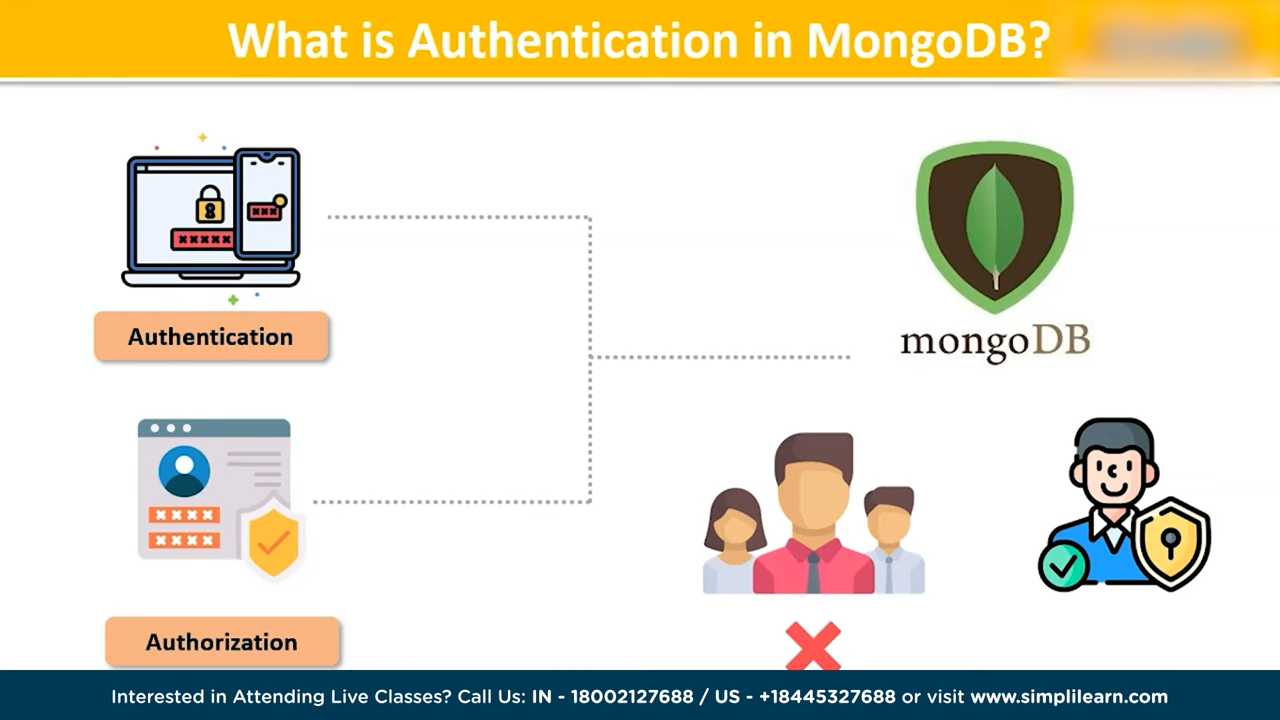 What is Authentication in MongoDB?
Authentication
mongoDB
Authorization
Interested in Attending Live Classes? Call Us: IN - 18002127688 / US - +18445327688 or visit www.simplilearn.com